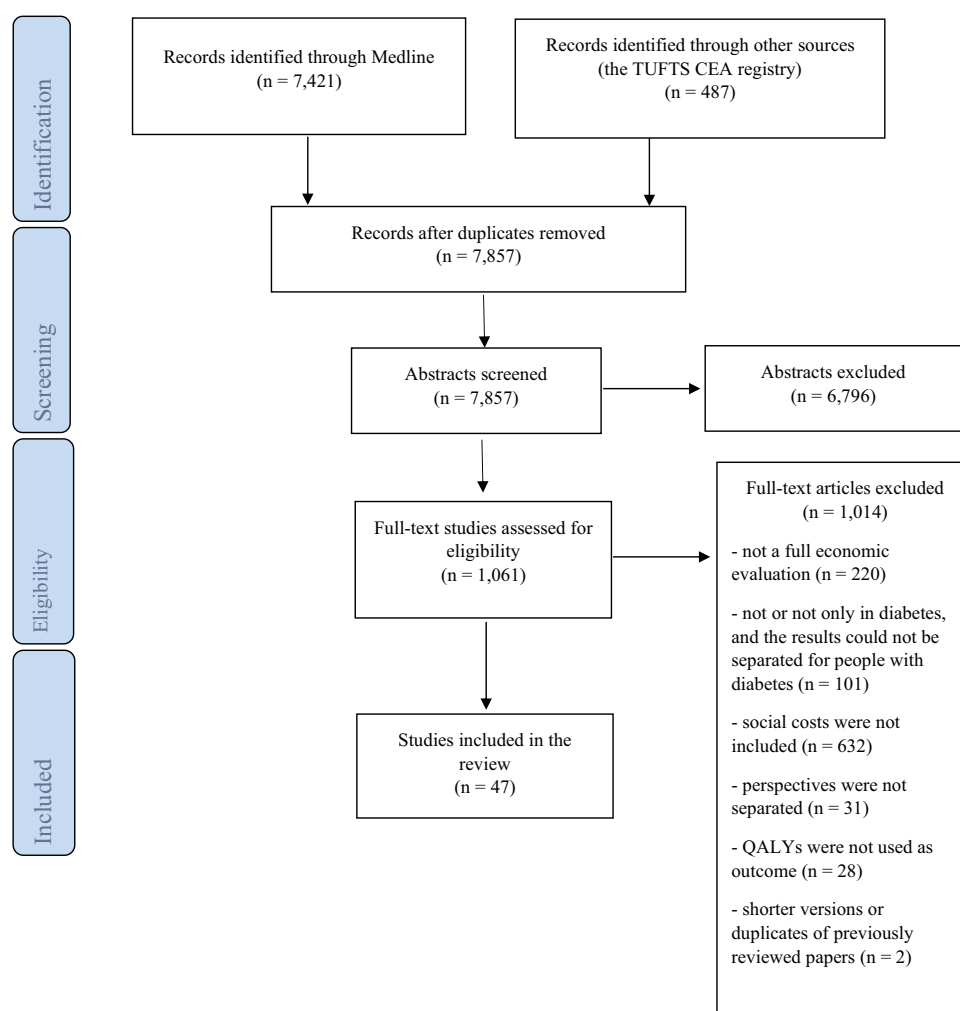 Identification
Records identified through Medline
(n = 7,421)
Records identified through other sources
(the TUFTS CEA registry)
(n = 487)
Records after duplicates removed
(n = 7,857)
Screening
Abstracts screened
(n = 7,857)
Abstracts excluded
(n = 6,796)
Eligibility
Full-text studies assessed for
eligibility
(n = 1,061)
Full-text articles excluded
(n = 1,014)
- not a full economic
evaluation (n = 220)
- not or not only in diabetes,
and the results could not be
separated for people with
diabetes (n = 101)
- social costs were not
included (n = 632)
- perspectives were not
separated (n = 31)
- QALYs were not used as
outcome (n = 28)
- shorter versions or
duplicates of previously
reviewed papers (n = 2)
Included
Studies included in the
review
(n = 47)